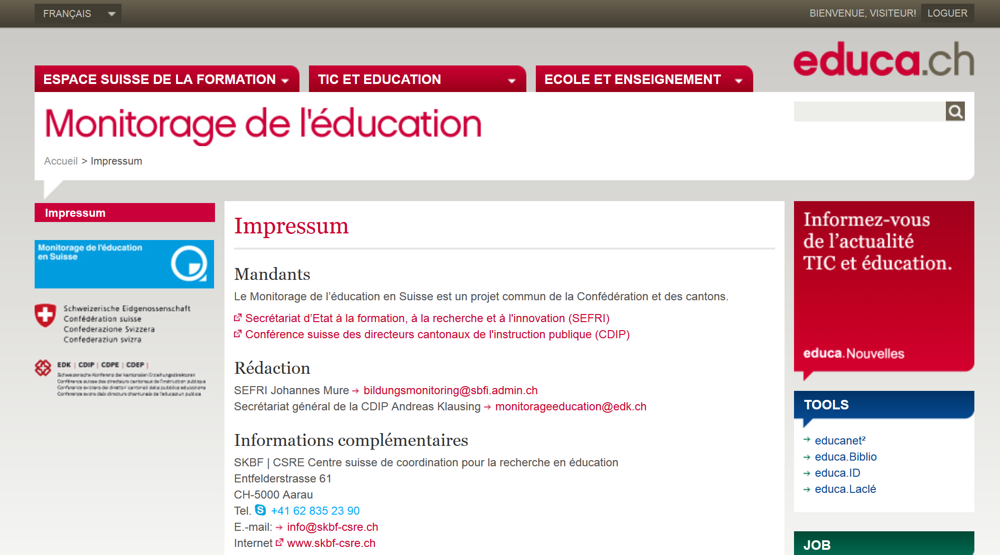 FRANÇAIS
BIENVENUE, VISITEUR! LOGUER
educa.ch
ESPACE SUISSE DE LA FORMATION
TIC ET EDUCATION
ECOLE ET ENSEIGNEMENT
Monitorage de l'éducation
Accueil > Impressum
Impressum
Monitorage de l'éducation
en Suisse
Schweizerische Eidgenossenschaft
Confédération suisse
Confederazione Svizzera
Confederaziun svizra
EDK | CDIP | CDPE | CDEP |
Schweizerische Konferenz der kantonalen Erziehungsdirektoren
Conférence suisse des directeurs cantonaux de l'instruction publique
Conferenza svizzera dei direttori cantonali della pubblica educazione
Conferenza svizra dals directurs chantunals da l'educaziun publica
Impressum
Mandants
Le Monitorage de l’éducation en Suisse est un projet commun de la Confédération et des cantons.
Secrétariat d’Etat à la formation, à la recherche et à l'innovation (SEFRI)
Conférence suisse des directeurs cantonaux de l'instruction publique (CDIP)
Rédaction
SEFRI Johannes Mure bildungsmonitoring@sbfi.admin.ch
Secrétariat général de la CDIP Andreas Klausing monitorageeducation@edk.ch
Informations complémentaires
SKBF | CSRE Centre suisse de coordination pour la recherche en éducation
Entfelderstrasse 61
CH-5000 Aarau
Tel. +41 62 835 23 90
E.-mail: info@skbf-csre.ch
Internet www.skbf-csre.ch
Informez-vous
de l’actualité
TIC et éducation.
educa.Nouvelles
TOOLS
educanet²
educa.Biblio
educa.ID
educa.Laclé
JOB